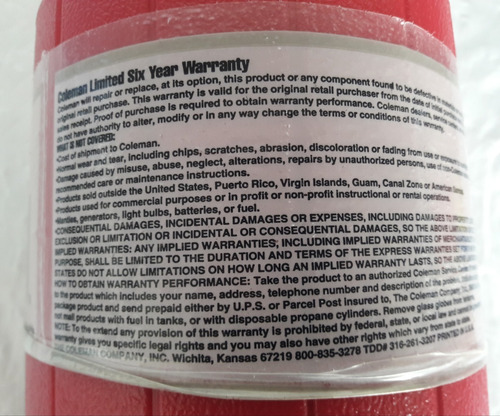 Coleman Limited Six Year Warranty
Coleman will repair or replace, at its option, this product or any component found to be defective in
original retail purchase. This warranty is valid for the original retail purchaser from the date of
sales receipt. Proof of purchase is required to obtain warranty performance. Coleman dealers, service
not have authority to alter, modify or in any way change the terms or conditions of this warranty.
WHAT IS NOT COVERED:
•Cost of shipment to Coleman.
•Normal wear and tear, including chips, scratches, abrasion, discoloration or fading from use or
•Damage caused by misuse, abuse, neglect, alterations, repairs by unauthorized persons, use of
recommended care or maintenance instructions.
•Products sold outside the United States, Puerto Rico, Virgin Islands, Guam, Canal Zone or American
•Products used for commercial purposes or in profit or non-profit instructional or rental operations.
•Mantles, generators, light bulbs, batteries, or fuel.
•CONSEQUENTIAL DAMAGES, INCIDENTAL DAMAGES OR EXPENSES, INCLUDING DAMAGES TO
EXCLUSION OR LIMITATION OR INCIDENTAL OR CONSEQUENTIAL DAMAGES, SO THE ABOVE
IMPLIED WARRANTIES: ANY IMPLIED WARRANTIES, INCLUDING IMPLIED WARRANTIES OF
PURPOSE, SHALL BE LIMITED TO THE DURATION AND TERMS OF THE EXPRESS WARRANTIES
STATES DO NOT ALLOW LIMITATIONS ON HOW LONG AN IMPLIED WARRANTY LASTS, SO THE
HOW TO OBTAIN WARRANTY PERFORMANCE: Take the product to an authorized Coleman Service
to the product which includes your name, address, telephone number and description of the
package product and send prepaid either by U.P.S. or Parcel Post insured to, The Coleman Company,
not mail products with fuel in tanks, or with disposable propane cylinders. Remove glass globes from
NOTE: To the extend any provision of this warranty is prohibited by federal, state, or local law
warranty gives you specific legal rights and you may also have other rights which vary from state to
THE COLEMAN COMPANY, INC. Wichita, Kansas 67219 800-835-3278 TDD# 316-261-3207 PRINTED IN